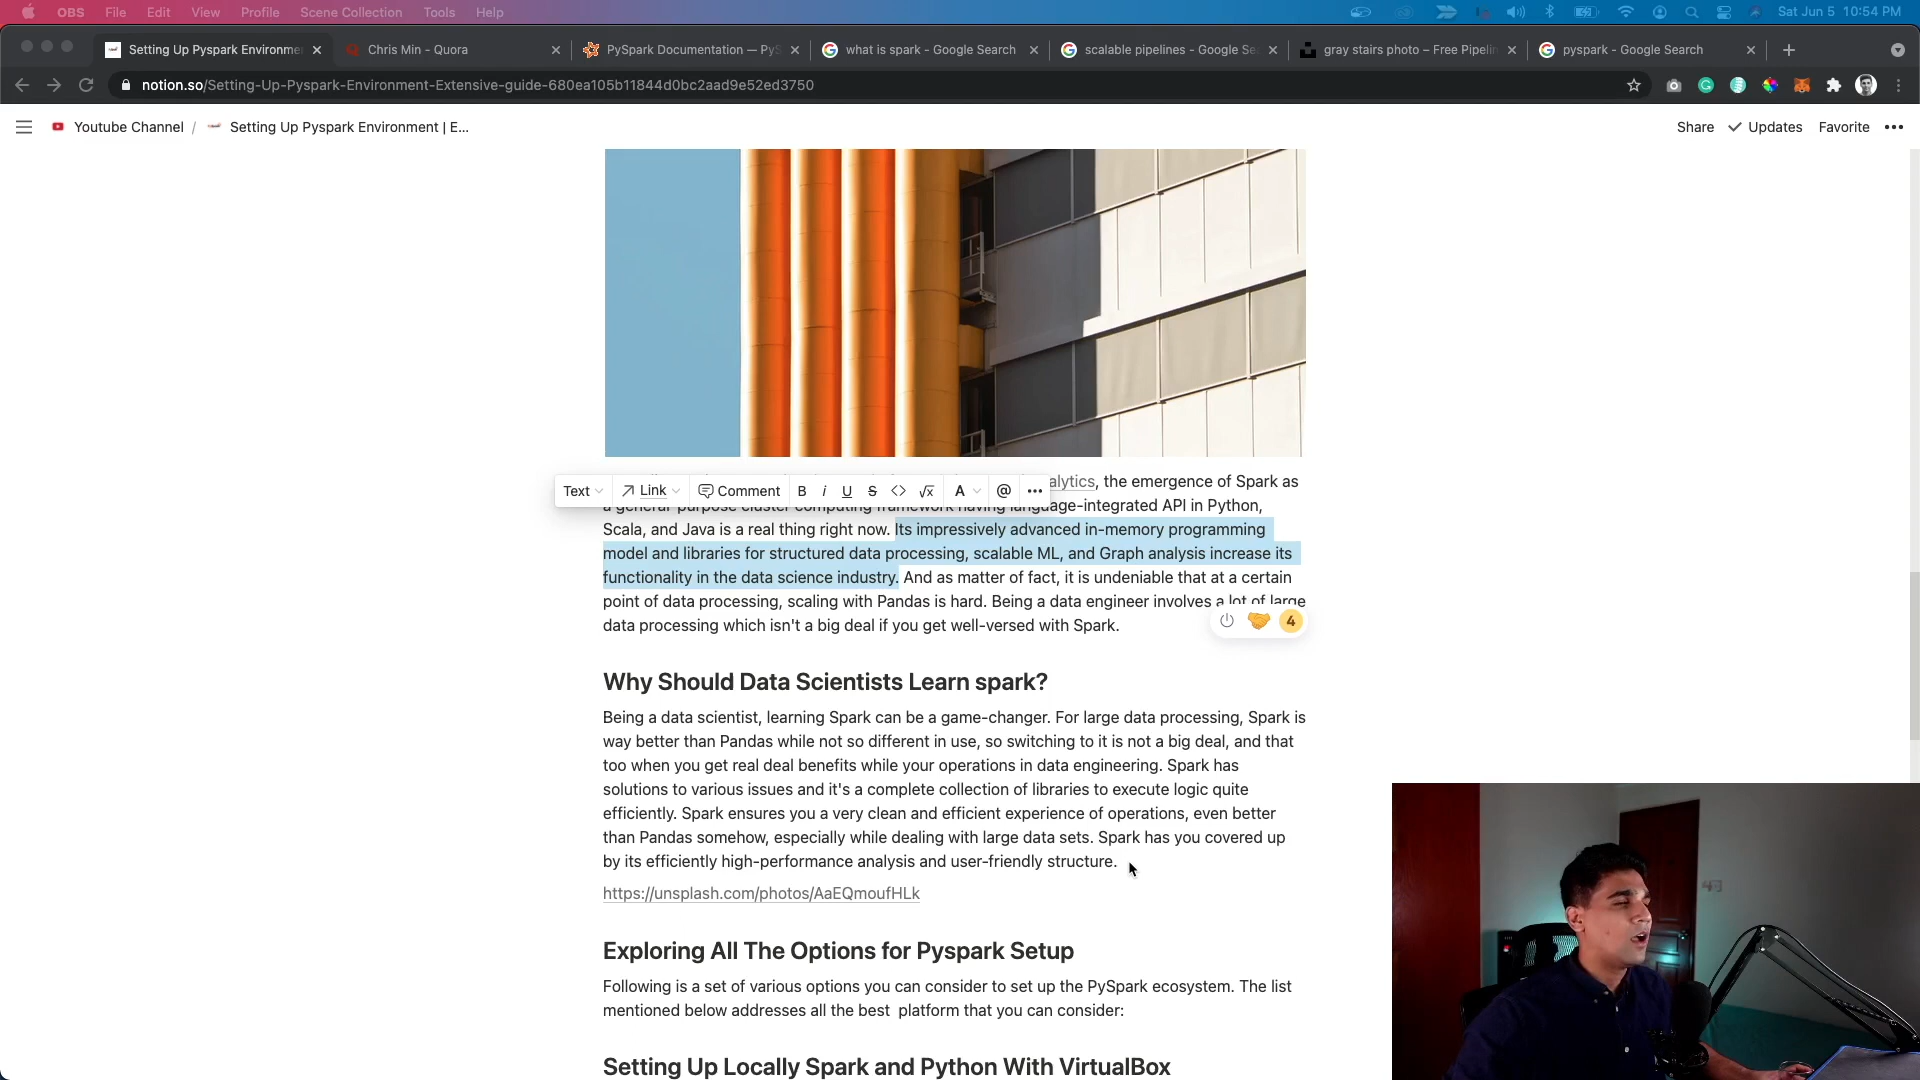 OBS File Edit View Profile Scene Collection Tools Help Sat Jun 5 10:54 PM
Setting Up Pyspark Environme Chris Min - Quora PySpark Documentation — PyS what is spark - Google Search scalable pipelines - Google Se gray stairs photo – Free Pipelin pyspark - Google Search
notion.so/Setting-Up-Pyspark-Environment-Extensive-guide-680ea105b11844d0bc2aad9e52ed3750
Youtube Channel / Setting Up Pyspark Environment | E... Share Updates Favorite
alytics, the emergence of Spark as
Text Link Comment B i U S <> √x A @ •••
a general-purpose cluster computing framework having language-integrated API in Python,
Scala, and Java is a real thing right now. Its impressively advanced in-memory programming
model and libraries for structured data processing, scalable ML, and Graph analysis increase its
functionality in the data science industry. And as matter of fact, it is undeniable that at a certain
point of data processing, scaling with Pandas is hard. Being a data engineer involves a lot of large
data processing which isn't a big deal if you get well-versed with Spark.
4
Why Should Data Scientists Learn spark?
Being a data scientist, learning Spark can be a game-changer. For large data processing, Spark is
way better than Pandas while not so different in use, so switching to it is not a big deal, and that
too when you get real deal benefits while your operations in data engineering. Spark has
solutions to various issues and it's a complete collection of libraries to execute logic quite
efficiently. Spark ensures you a very clean and efficient experience of operations, even better
than Pandas somehow, especially while dealing with large data sets. Spark has you covered up
by its efficiently high-performance analysis and user-friendly structure.
https://unsplash.com/photos/AaEQmoufHLk
Exploring All The Options for Pyspark Setup
Following is a set of various options you can consider to set up the PySpark ecosystem. The list
mentioned below addresses all the best platform that you can consider:
Setting Up Locally Spark and Python With VirtualBox